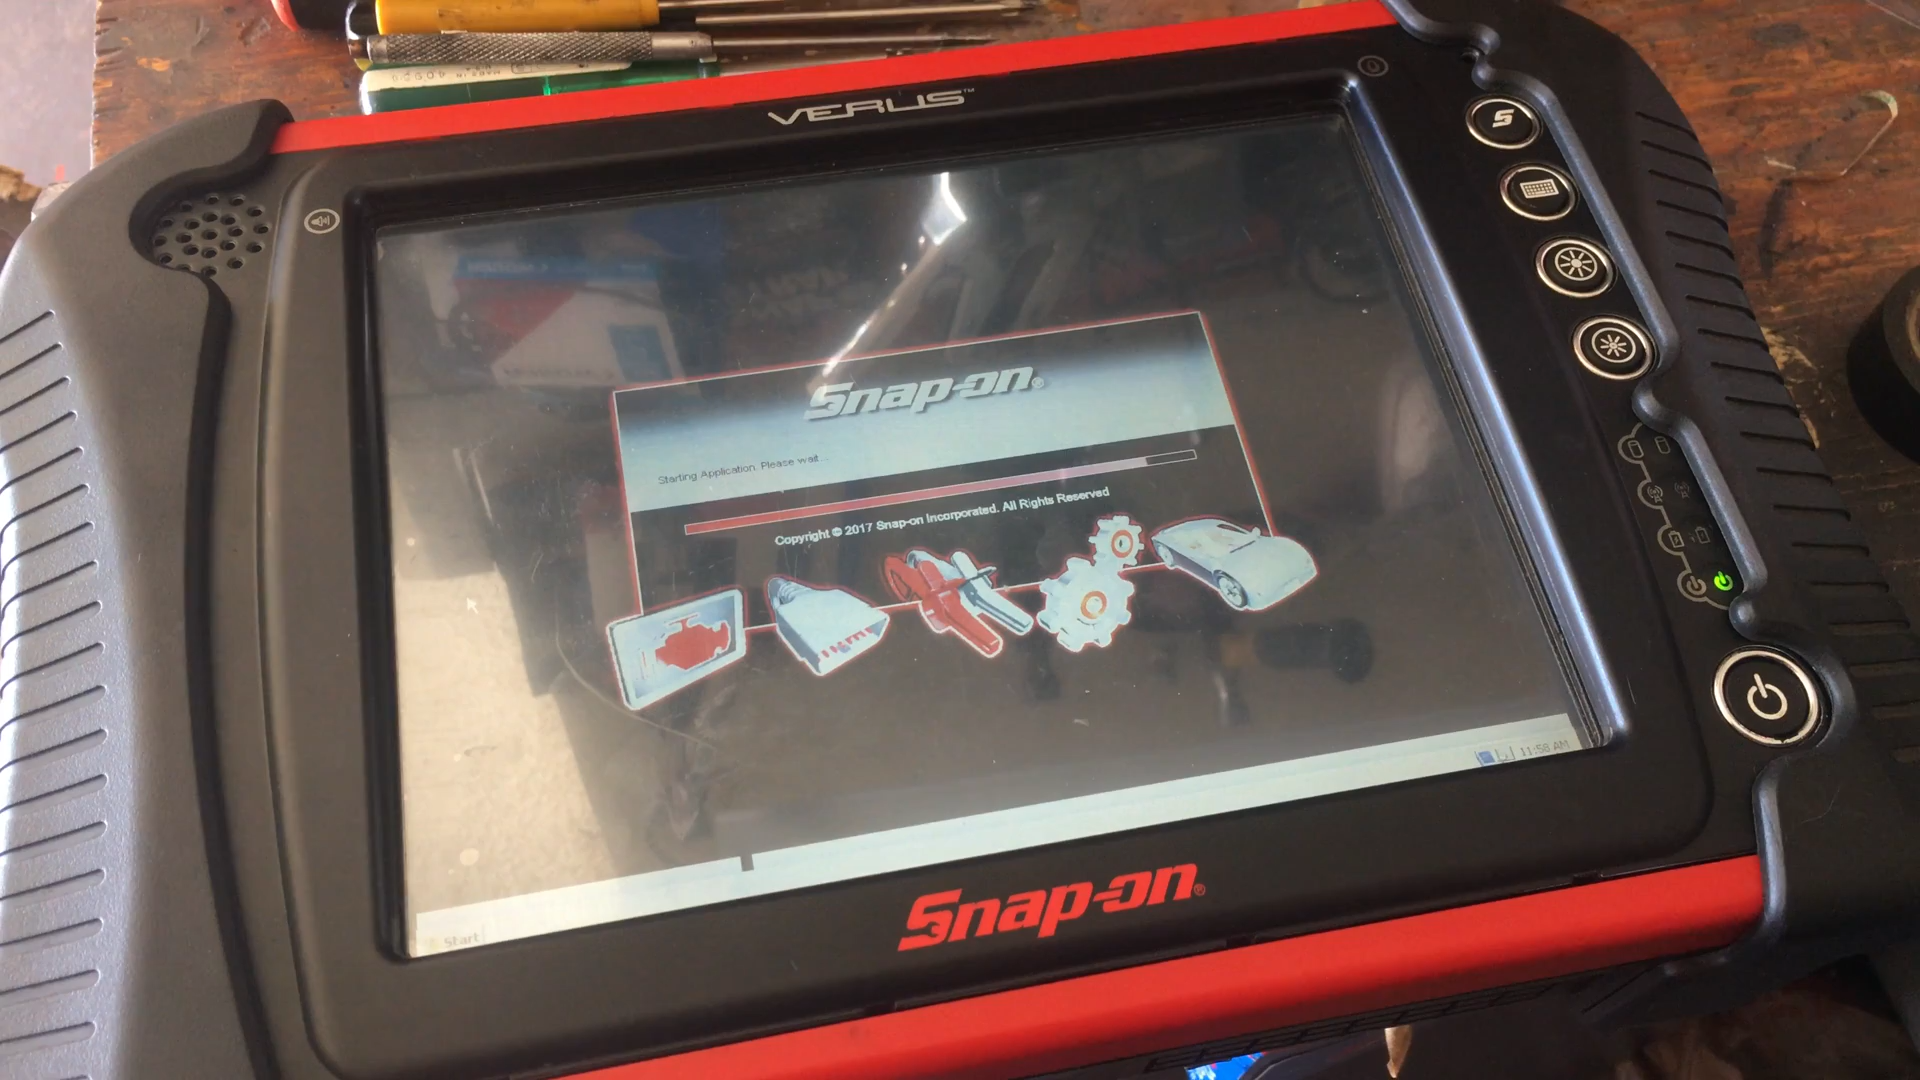 VERUS™
Snap-on®
Starting Application. Please wait...
Copyright © 2017 Snap-on Incorporated. All Rights Reserved
11:58 AM
Start
Snap-on®